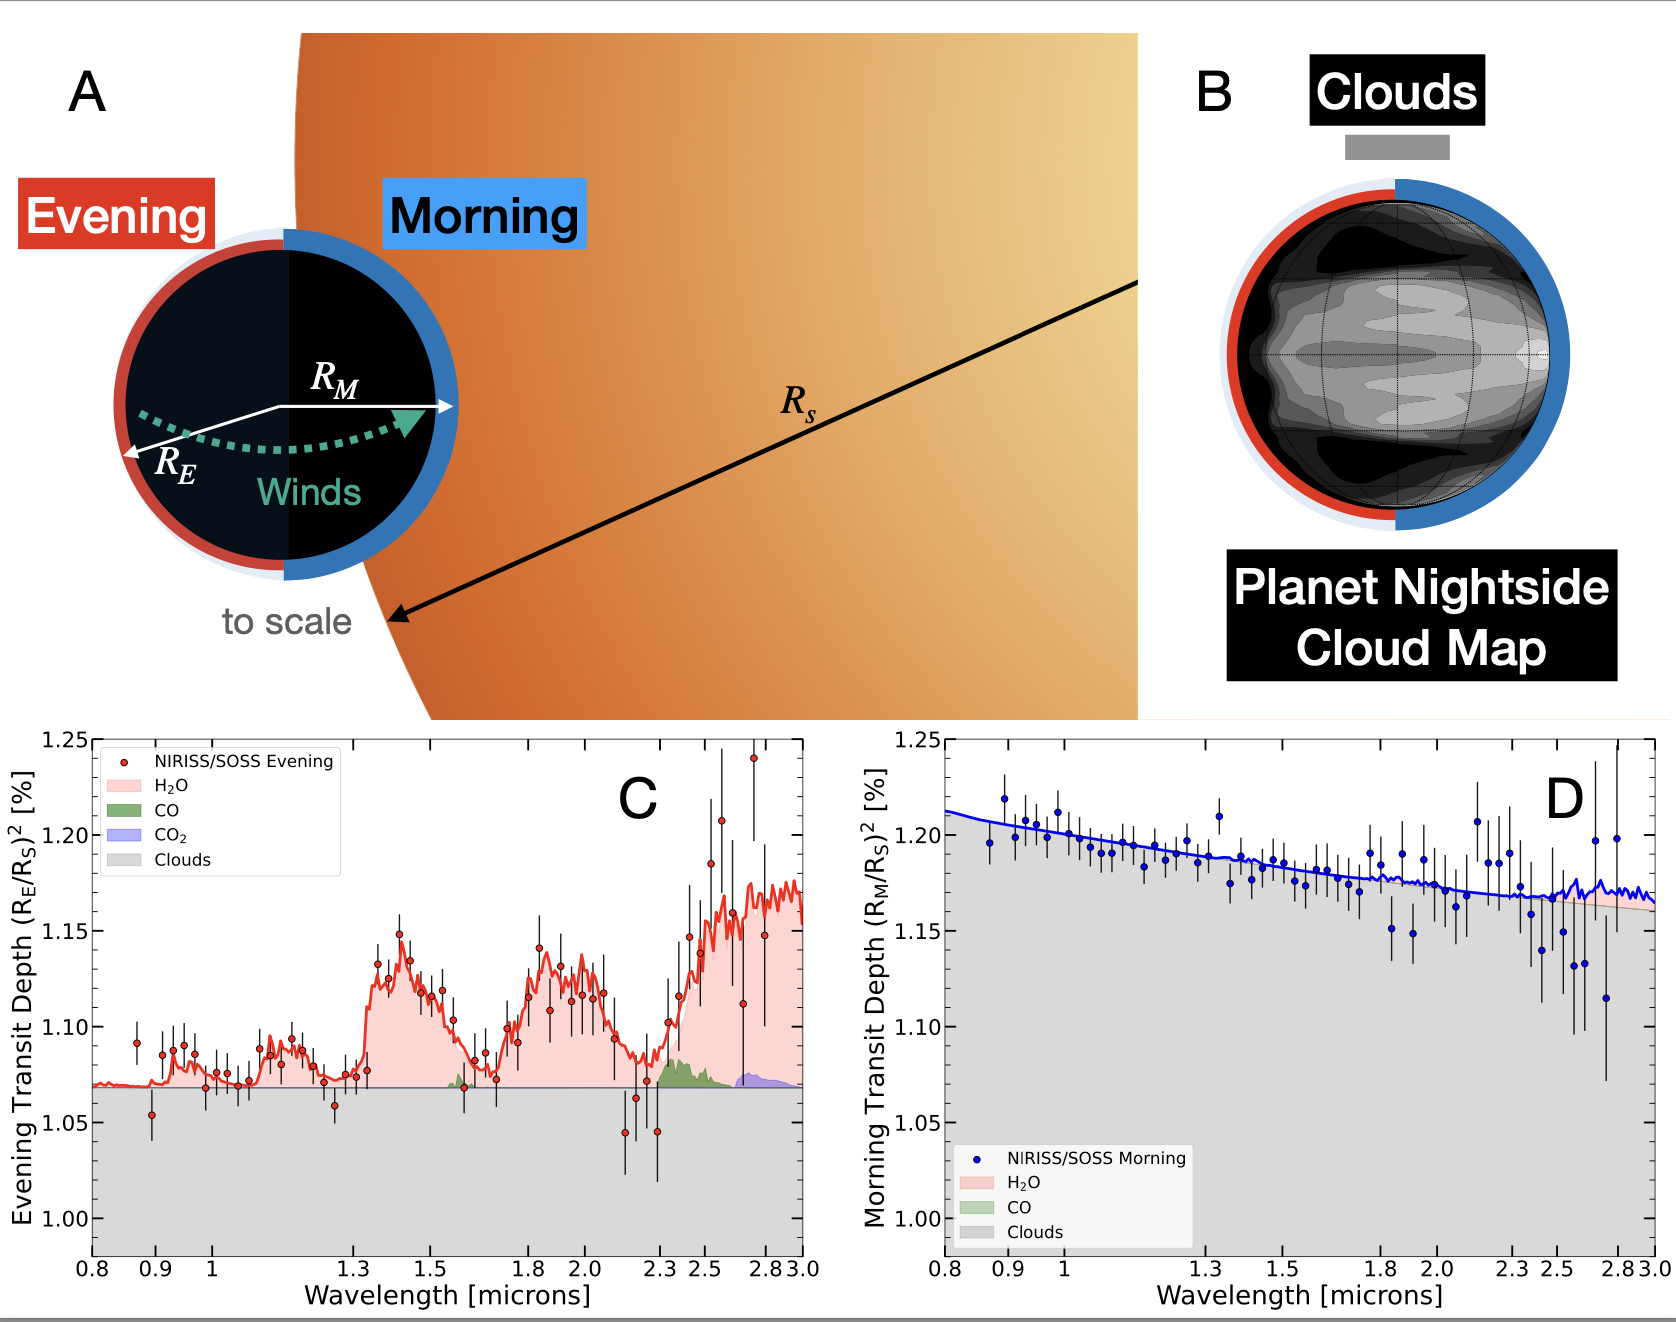 A
Evening
Morning
R_M
R_E
Winds
R_s
to scale
B
Clouds
Planet Nightside
Cloud Map
C
Evening Transit Depth (R_E/R_S)² [%]
1.25
1.20
1.15
1.10
1.05
1.00
NIRISS/SOSS Evening
H₂O
CO
CO₂
Clouds
0.8 0.9 1 1.3 1.5 1.8 2.0 2.3 2.5 2.8 3.0
Wavelength [microns]
D
Morning Transit Depth (R_M/R_S)² [%]
1.25
1.20
1.15
1.10
1.05
1.00
NIRISS/SOSS Morning
H₂O
CO
Clouds
0.8 0.9 1 1.3 1.5 1.8 2.0 2.3 2.5 2.8 3.0
Wavelength [microns]